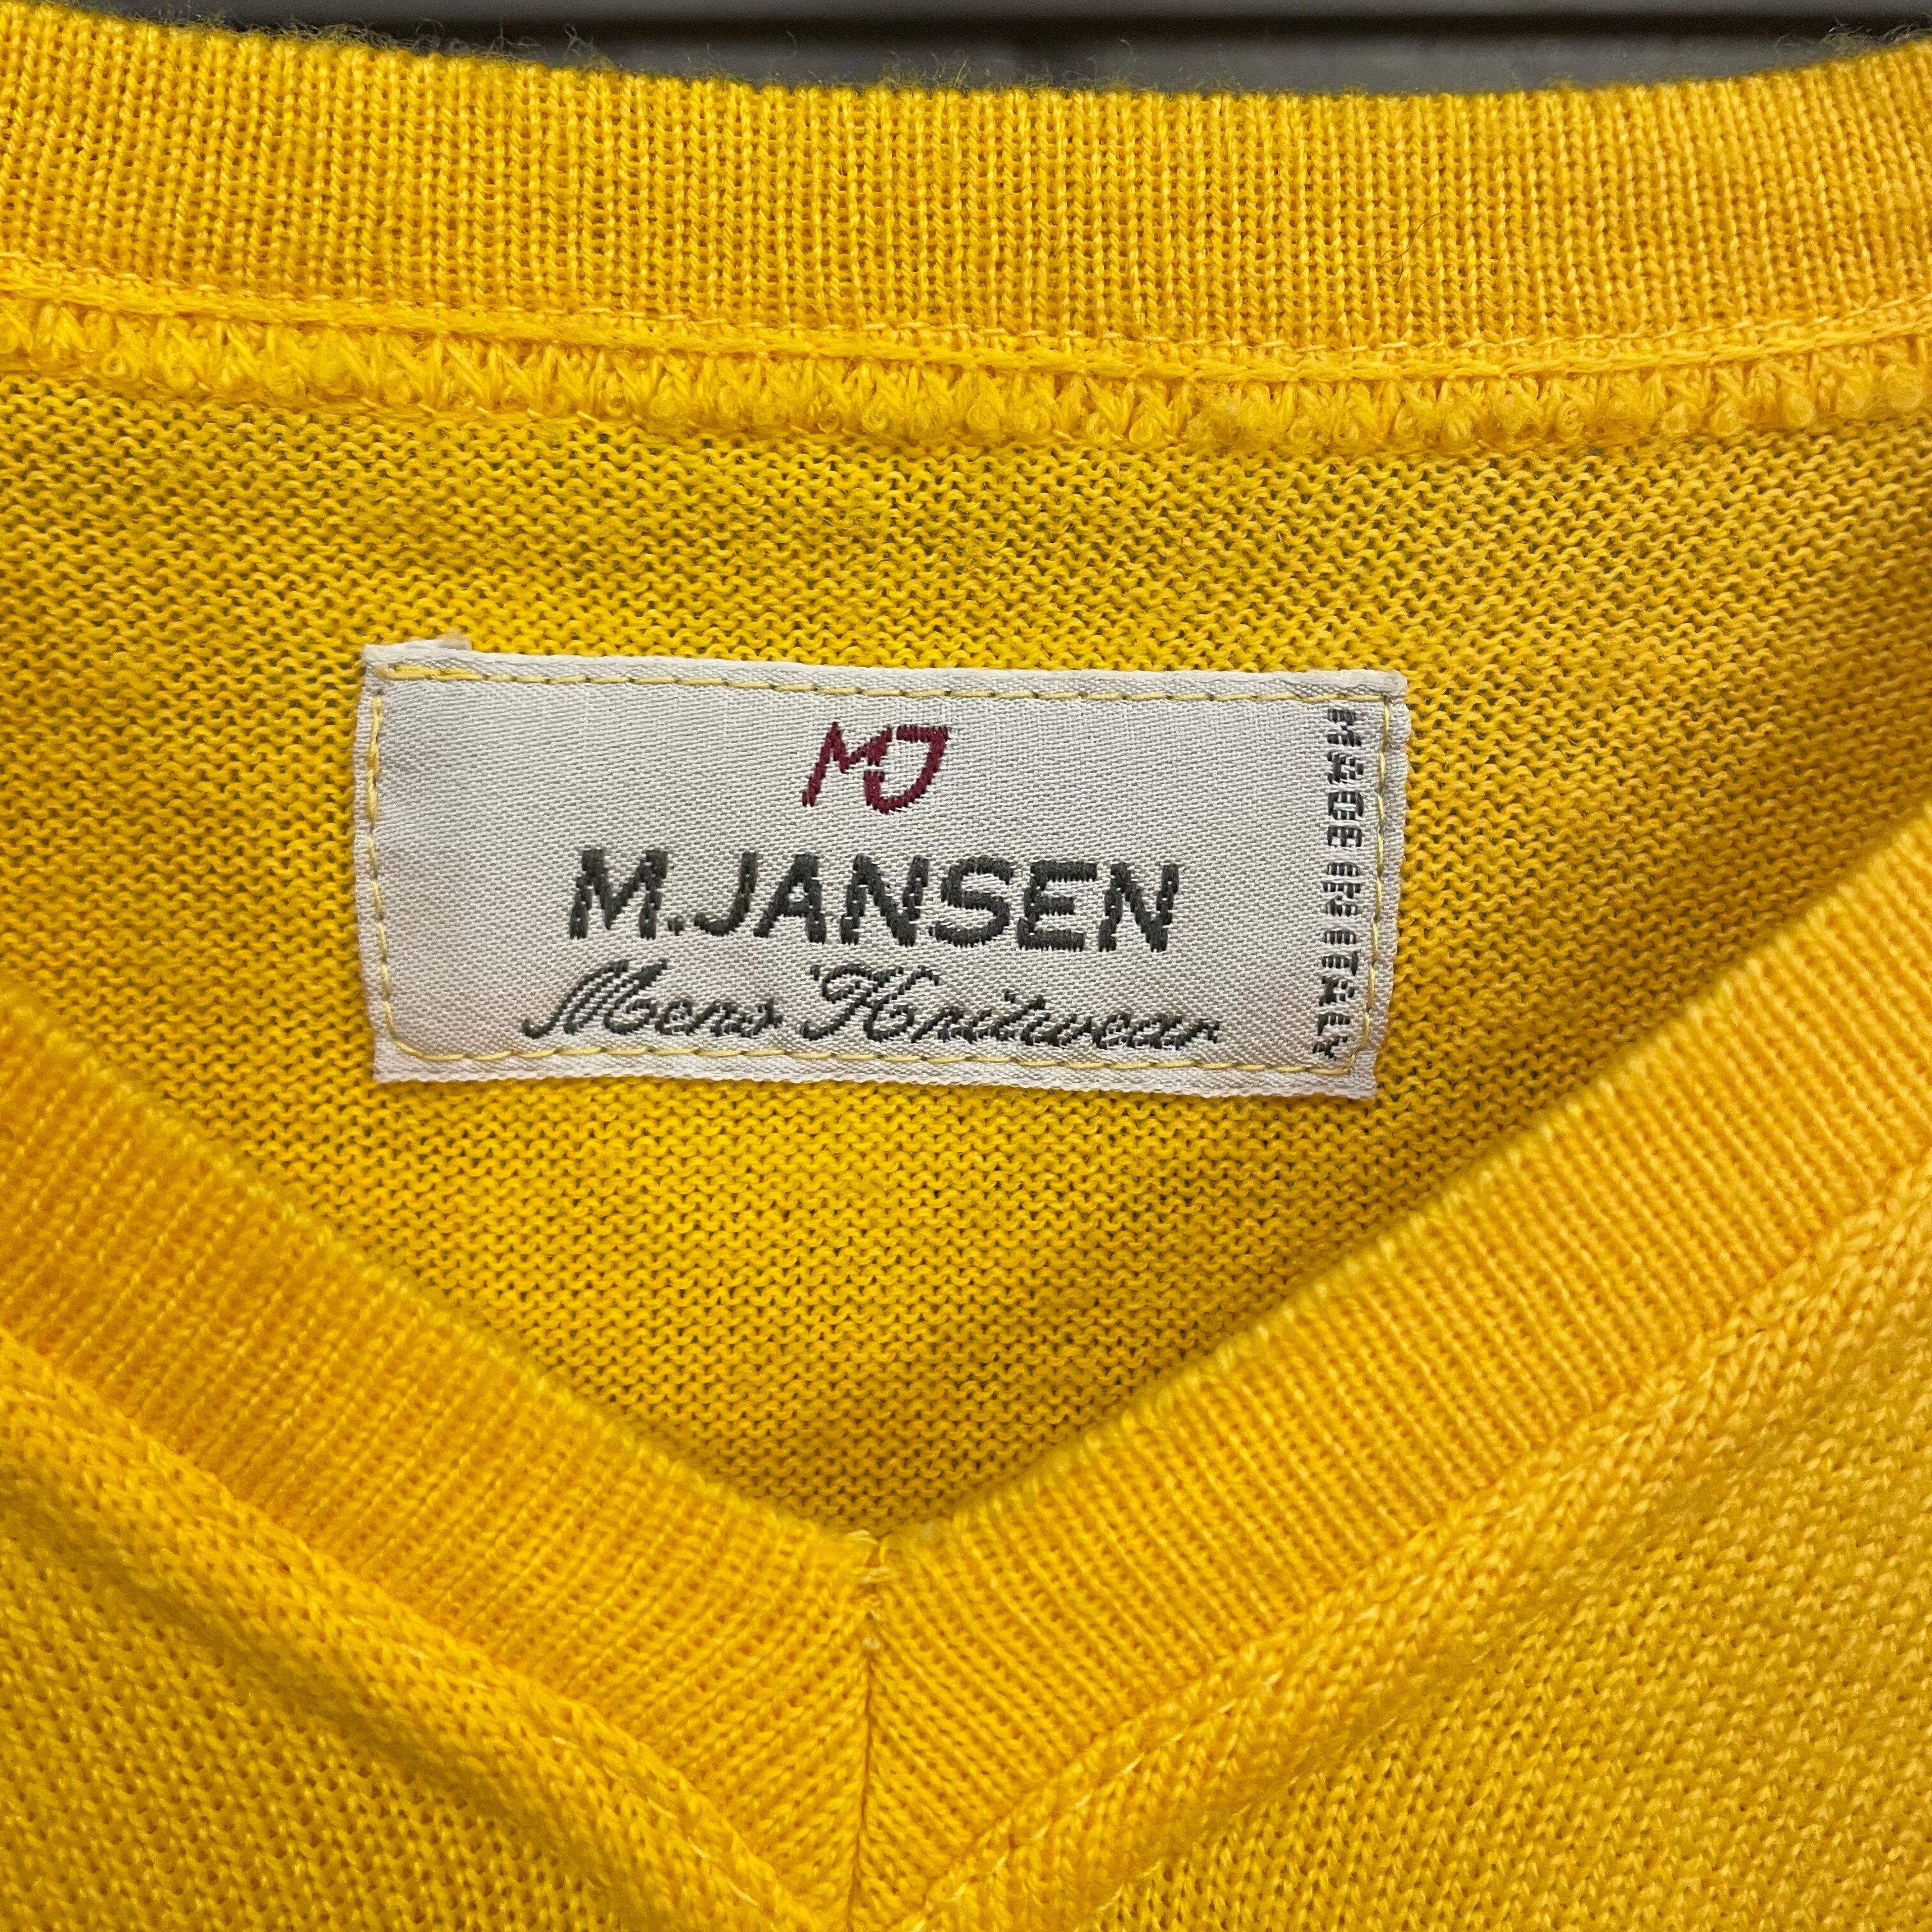 MJ
M.JANSEN
Mens Knitwear
MADE IN ITALY